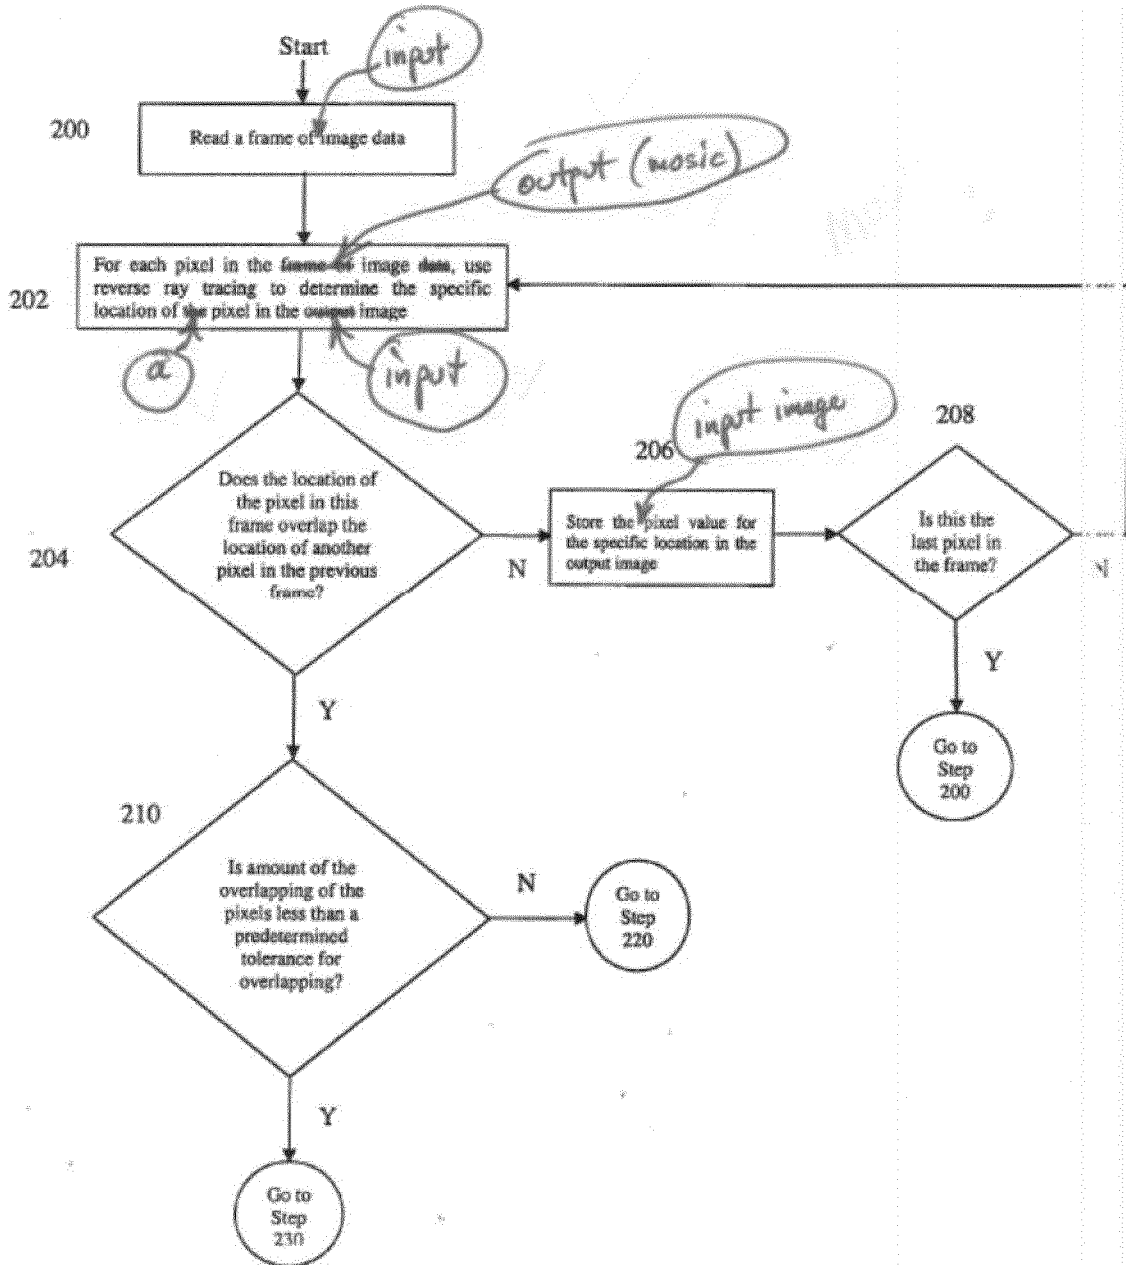 Start
input
200
Read a frame of image data
output (mosic)
202
For each pixel in the frame of image data, use
reverse ray tracing to determine the specific
location of the pixel in the output image
a
input
input image
204
Does the location of
the pixel in this
frame overlap the
location of another
pixel in the previous
frame?
N
206
Store the pixel value for
the specific location in the
output image
208
Is this the
last pixel in
the frame?
N
Y
Go to
Step
200
Y
210
Is amount of the
overlapping of the
pixels less than a
predetermined
tolerance for
overlapping?
N
Go to
Step
220
Y
Go to
Step
230